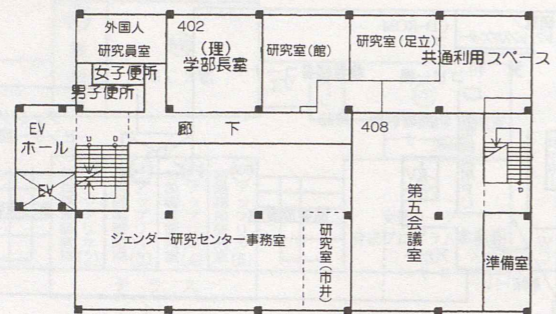 外国人
研究員室
402
(理)
学部長室
研究室(館)
研究室(足立)
共通利用スペース
女子便所
男子便所
EV
ホール
廊　下
408
EV
第五会議室
ジェンダー研究センター事務室
研究室(市井)
準備室